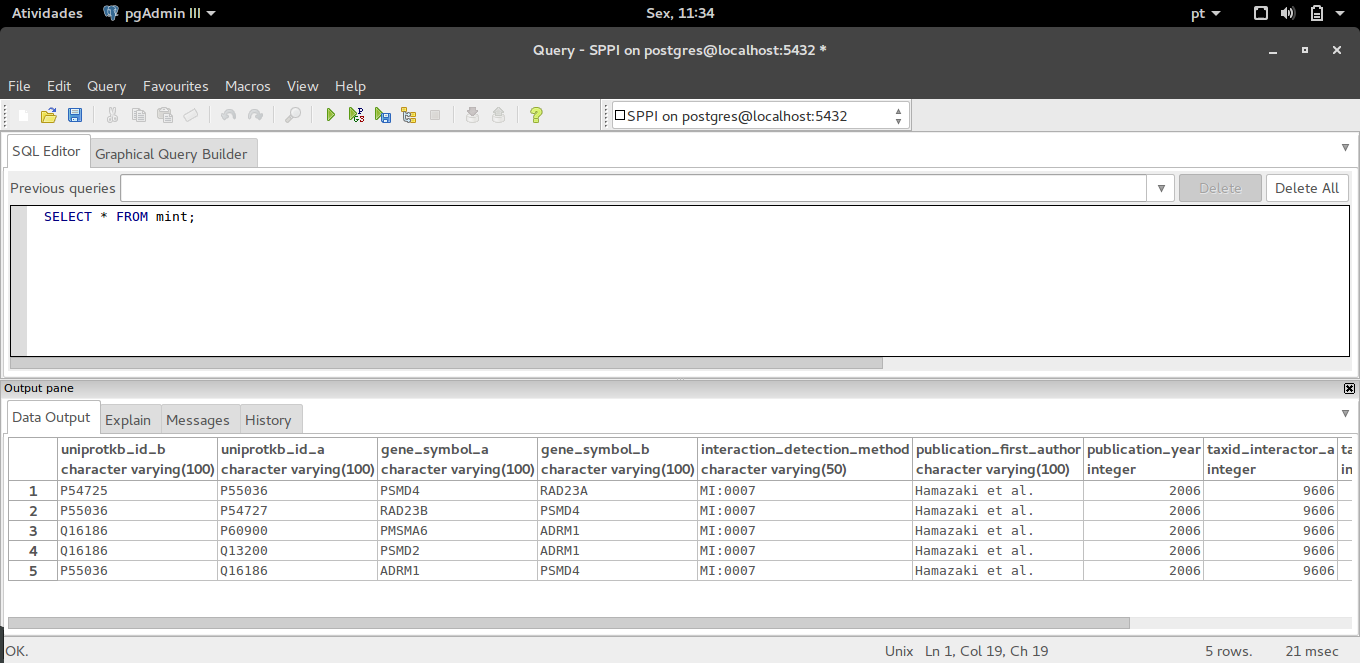 Atividades pgAdmin III Sex, 11:34 pt
Query - SPPI on postgres@localhost:5432 *
File Edit Query Favourites Macros View Help
SPPI on postgres@localhost:5432
SQL Editor Graphical Query Builder
Previous queries Delete Delete All
SELECT * FROM mint;
Output pane
Data Output Explain Messages History
uniprotkb_id_b uniprotkb_id_a gene_symbol_a gene_symbol_b interaction_detection_method publication_first_author publication_year taxid_interactor_a ta
character varying(100) character varying(100) character varying(100) character varying(100) character varying(50) character varying(100) integer integer in
1 P54725 P55036 PSMD4 RAD23A MI:0007 Hamazaki et al. 2006 9606
2 P55036 P54727 RAD23B PSMD4 MI:0007 Hamazaki et al. 2006 9606
3 Q16186 P60900 PMSMA6 ADRM1 MI:0007 Hamazaki et al. 2006 9606
4 Q16186 Q13200 PSMD2 ADRM1 MI:0007 Hamazaki et al. 2006 9606
5 P55036 Q16186 ADRM1 PSMD4 MI:0007 Hamazaki et al. 2006 9606
OK. Unix Ln 1, Col 19, Ch 19 5 rows. 21 msec